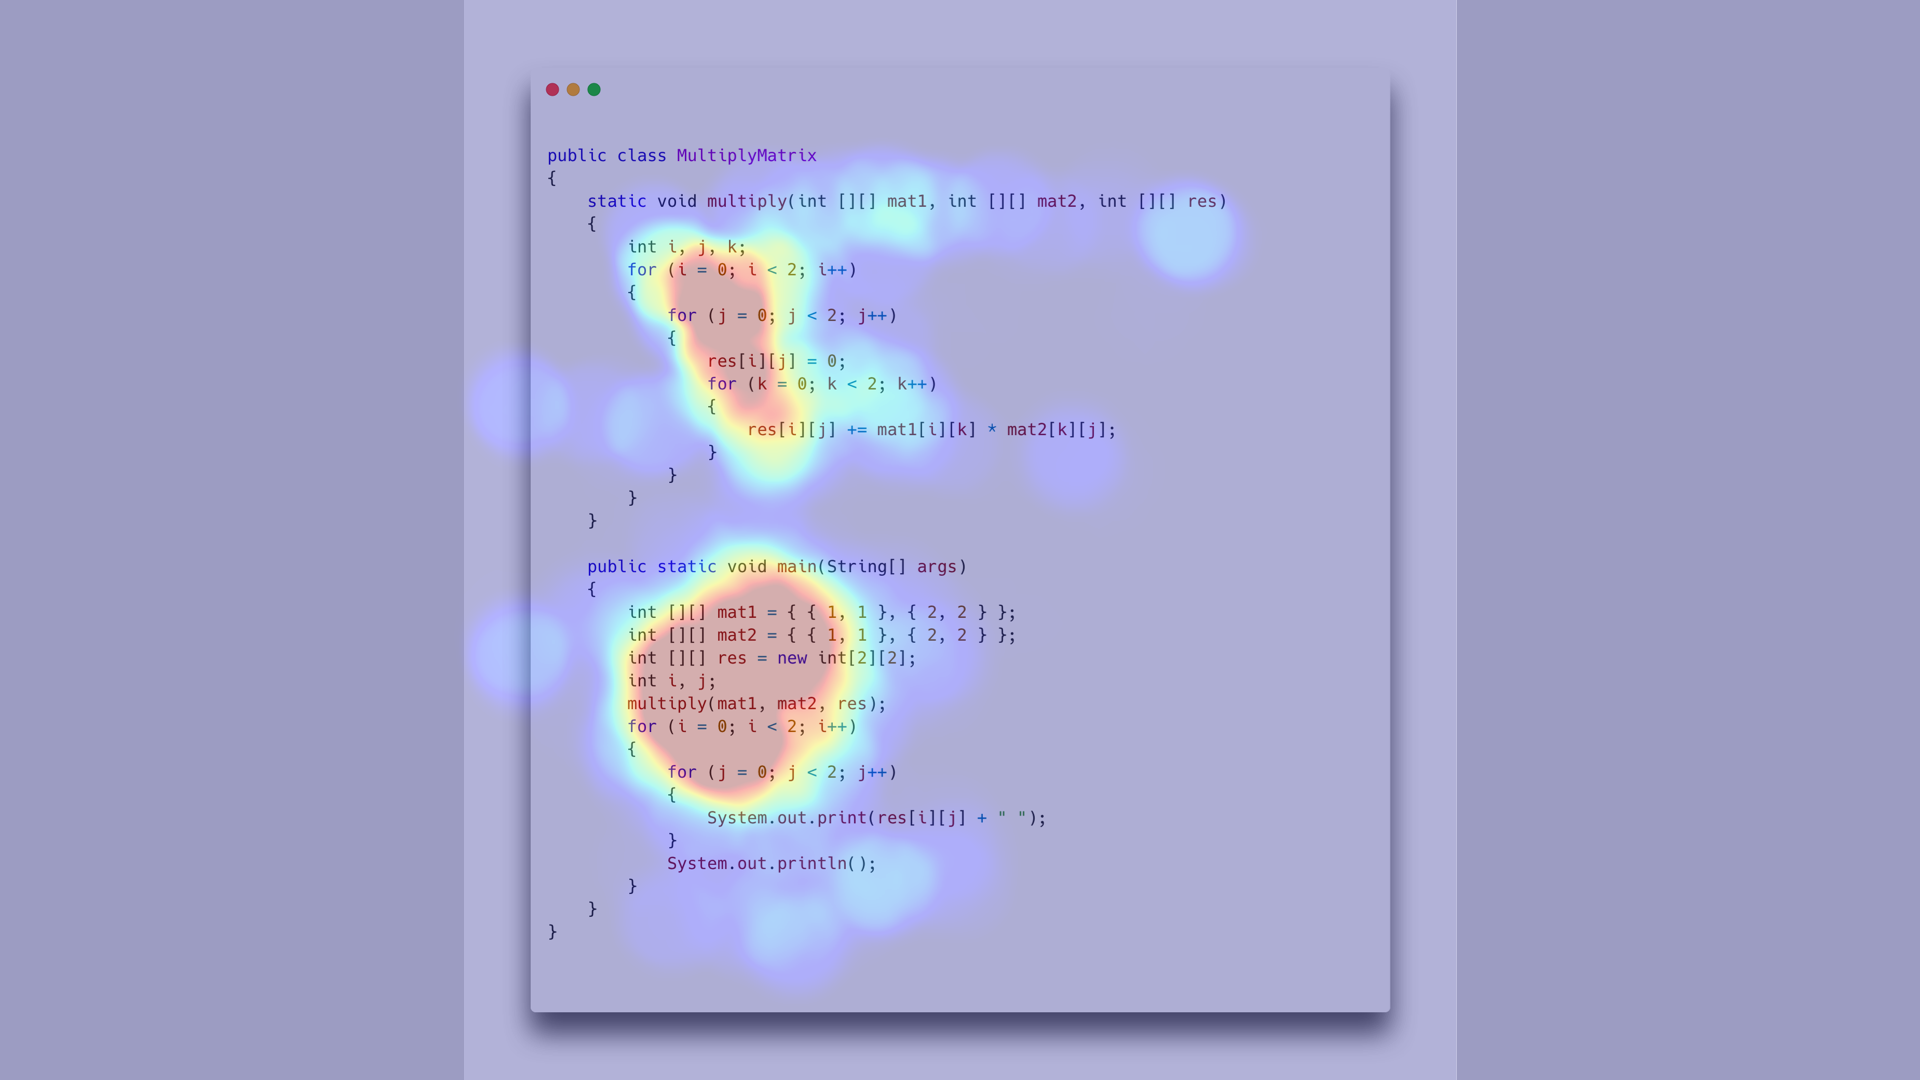 public class MultiplyMatrix
{
    static void multiply(int [][] mat1, int [][] mat2, int [][] res)
    {
        int i, j, k;
        for (i = 0; i < 2; i++)
        {
            for (j = 0; j < 2; j++)
            {
                res[i][j] = 0;
                for (k = 0; k < 2; k++)
                {
                    res[i][j] += mat1[i][k] * mat2[k][j];
                }
            }
        }
    }

    public static void main(String[] args)
    {
        int [][] mat1 = { { 1, 1 }, { 2, 2 } };
        int [][] mat2 = { { 1, 1 }, { 2, 2 } };
        int [][] res = new int[2][2];
        int i, j;
        multiply(mat1, mat2, res);
        for (i = 0; i < 2; i++)
        {
            for (j = 0; j < 2; j++)
            {
                System.out.print(res[i][j] + " ");
            }
            System.out.println();
        }
    }
}